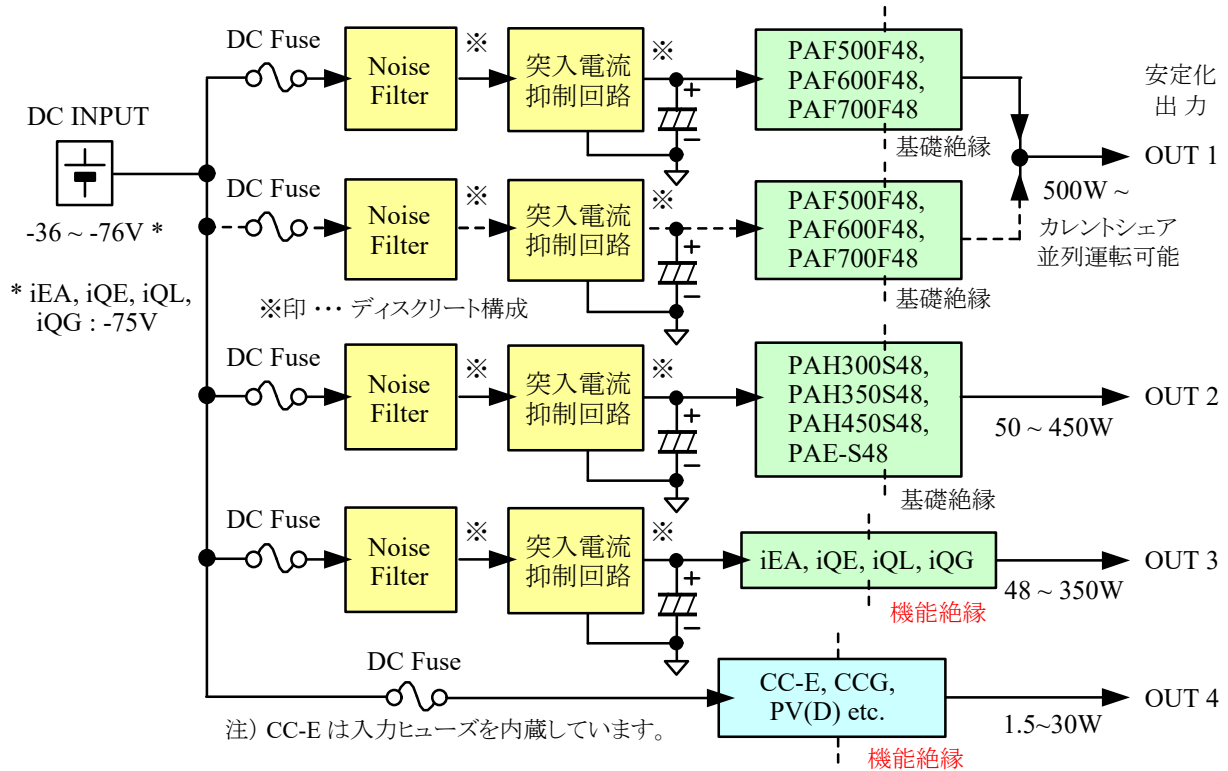 DC Fuse
Noise
Filter
※
突入電流
抑制回路
※
+
−
PAF500F48,
PAF600F48,
PAF700F48
基礎絶縁
安定化
出 力
DC INPUT
-36 ~ -76V *
* iEA, iQE, iQL,
iQG : -75V
OUT 1
500W ~
カレントシェア
並列運転可能
DC Fuse
Noise
Filter
※
突入電流
抑制回路
※
+
−
PAF500F48,
PAF600F48,
PAF700F48
基礎絶縁
※印 ··· ディスクリート構成
DC Fuse
Noise
Filter
※
突入電流
抑制回路
※
+
−
PAH300S48,
PAH350S48,
PAH450S48,
PAE-S48
基礎絶縁
OUT 2
50 ~ 450W
DC Fuse
Noise
Filter
※
突入電流
抑制回路
※
+
−
iEA, iQE, iQL, iQG
機能絶縁
OUT 3
48 ~ 350W
DC Fuse
CC-E, CCG,
PV(D) etc.
機能絶縁
OUT 4
1.5~30W
注） CC-E は入力ヒューズを内蔵しています。